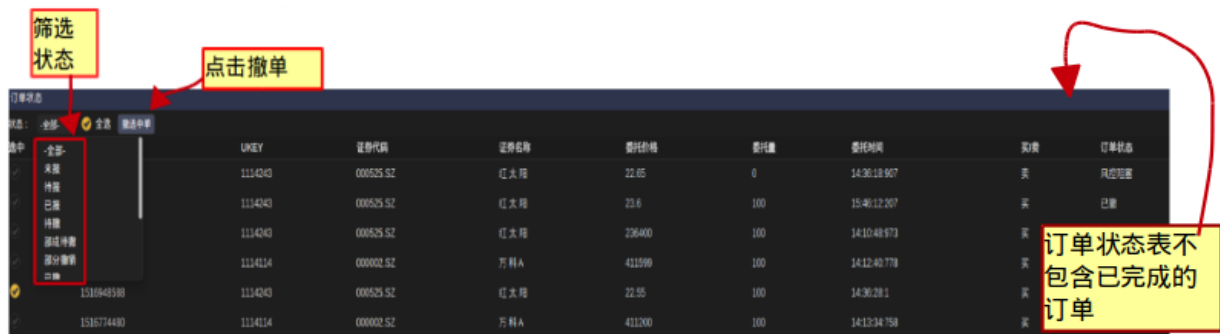 筛选
状态
点击撤单
订单状态
状态： -全部- 全选 撤选中单
选中 UKEY 证券代码 证券名称 委托价格 委托量 委托时间 买/卖 订单状态
-全部-
未报
1114243 000525.SZ 红太阳 22.65 0 14:36:18:907 卖 风控阻塞
待报
已报 1114243 000525.SZ 红太阳 23.6 100 15:46:12:207 买 已撤
待撤
1114243 000525.SZ 红太阳 236400 100 14:10:48:973 买
部成待撤
部分撤销 1114114 000002.SZ 万科A 411599 100 14:12:40:778 买
已撤
1516948588 1114243 000525.SZ 红太阳 22.55 100 14:36:28:1 买
1516774480 1114114 000002.SZ 万科A 411200 100 14:13:34:758 买
订单状态表不
包含已完成的
订单